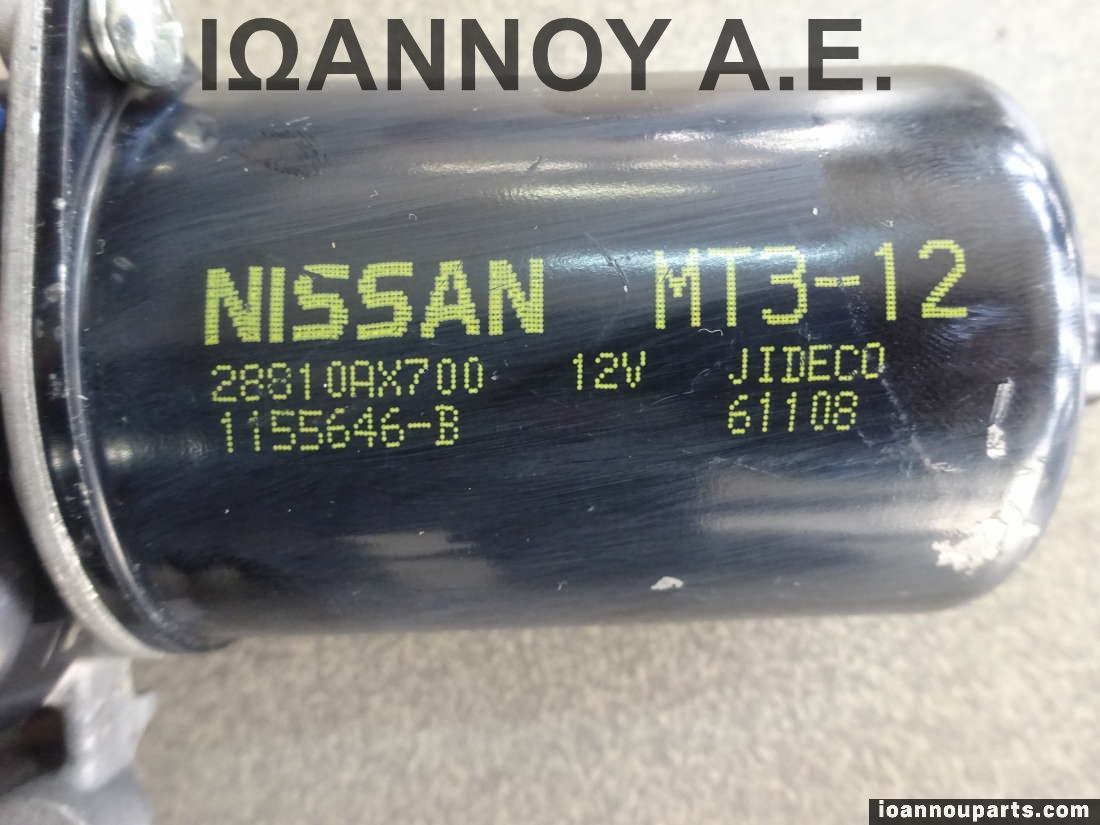 ΙΩΑΝΝΟΥ Α.Ε.
NISSAN MT3-12
28810AX700 12V JIDECO
1155646-B 61108
ioannouparts.com